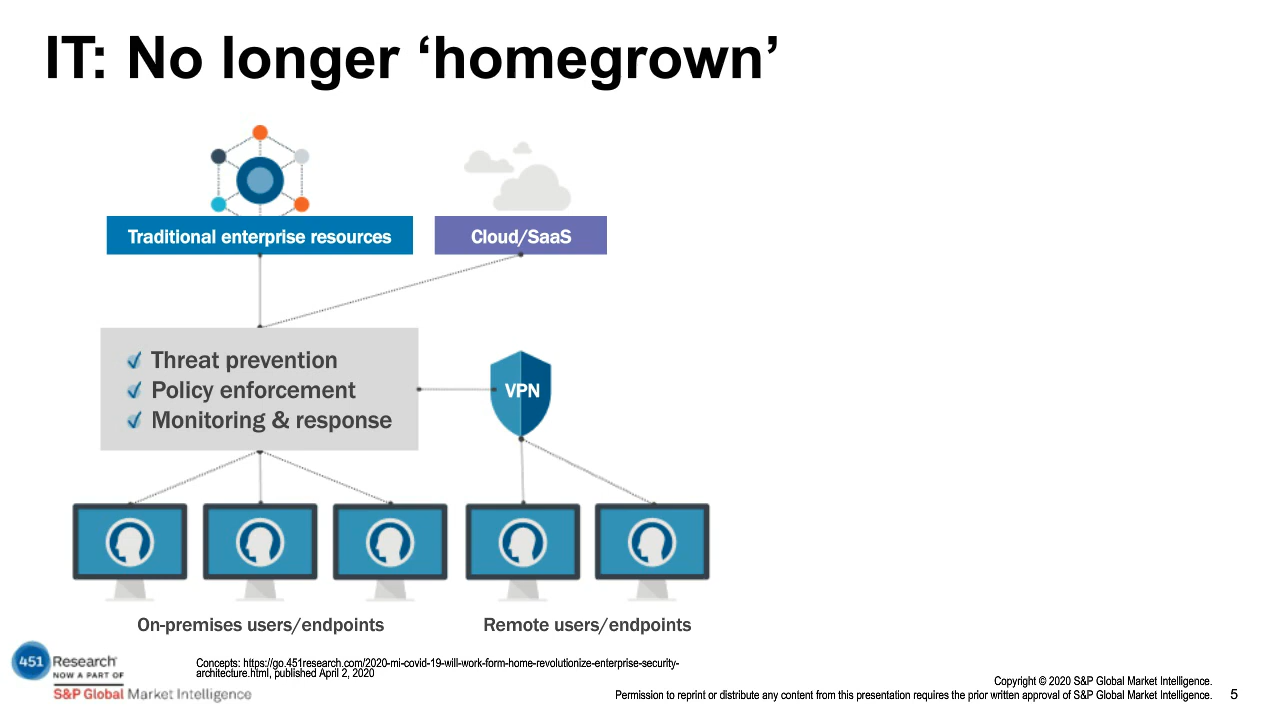 IT: No longer ‘homegrown’
Traditional enterprise resources
Cloud/SaaS
Threat prevention
Policy enforcement
Monitoring & response
VPN
On-premises users/endpoints
Remote users/endpoints
451 Research
NOW A PART OF
S&P Global Market Intelligence
Concepts: https://go.451research.com/2020-mi-covid-19-will-work-form-home-revolutionize-enterprise-security-
architecture.html, published April 2, 2020
Copyright © 2020 S&P Global Market Intelligence.
Permission to reprint or distribute any content from this presentation requires the prior written approval of S&P Global Market Intelligence.
5